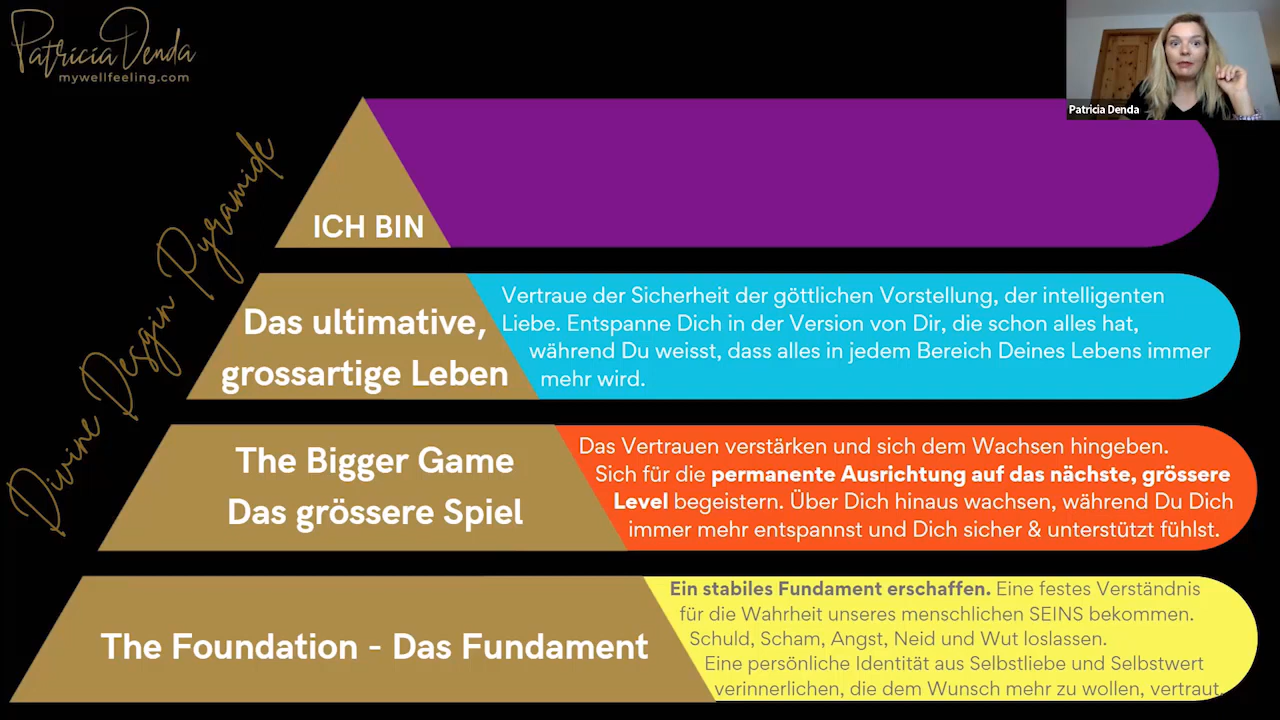 Patricia Denda
mywellfeeling.com
Patricia Denda
Divine Desgin Pyramide
ICH BIN
Das ultimative,
grossartige Leben
Vertraue der Sicherheit der göttlichen Vorstellung, der intelligenten
Liebe. Entspanne Dich in der Version von Dir, die schon alles hat,
während Du weisst, dass alles in jedem Bereich Deines Lebens immer
mehr wird.
The Bigger Game
Das grössere Spiel
Das Vertrauen verstärken und sich dem Wachsen hingeben.
Sich für die permanente Ausrichtung auf das nächste, grössere
Level begeistern. Über Dich hinaus wachsen, während Du Dich
immer mehr entspannst und Dich sicher & unterstützt fühlst.
The Foundation - Das Fundament
Ein stabiles Fundament erschaffen. Eine festes Verständnis
für die Wahrheit unseres menschlichen SEINS bekommen.
Schuld, Scham, Angst, Neid und Wut loslassen.
Eine persönliche Identität aus Selbstliebe und Selbstwert
verinnerlichen, die dem Wunsch mehr zu wollen, vertraut.